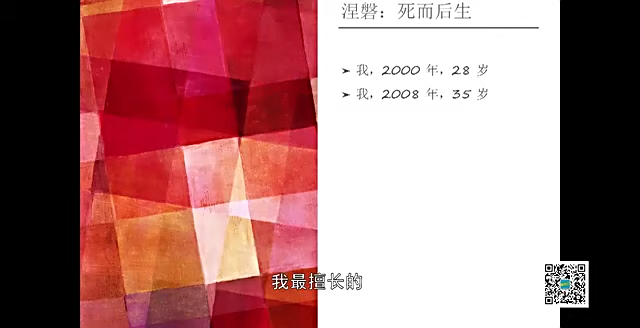 涅磐：死而后生
➢ 我，2000 年，28 岁
➢ 我，2008 年，35 岁
我最擅长的